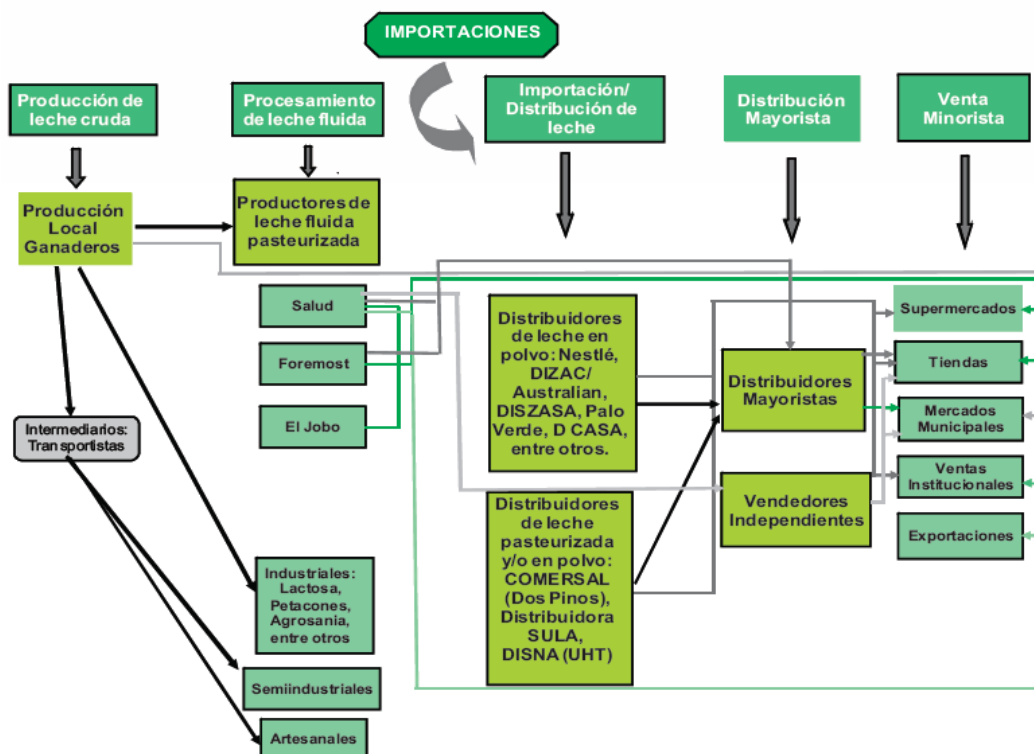 IMPORTACIONES
Producción de
leche cruda
Procesamiento
de leche fluida
Importación/
Distribución de
leche
Distribución
Mayorista
Venta
Minorista
Producción
Local
Ganaderos
Productores de
leche fluida
pasteurizada
Salud
Foremost
El Jobo
Intermediarios:
Transportistas
Industriales:
Lactosa,
Petacones,
Agrosania,
entre otros
Semiindustriales
Artesanales
Distribuidores
de leche en
polvo: Nestlé,
DIZAC/
Australian,
DISZASA, Palo
Verde, D CASA,
entre otros.
Distribuidores
de leche
pasteurizada
y/o en polvo:
COMERSAL
(Dos Pinos),
Distribuidora
SULA,
DISNA (UHT)
Distribuidores
Mayoristas
Vendedores
Independientes
Supermercados
Tiendas
Mercados
Municipales
Ventas
Institucionales
Exportaciones